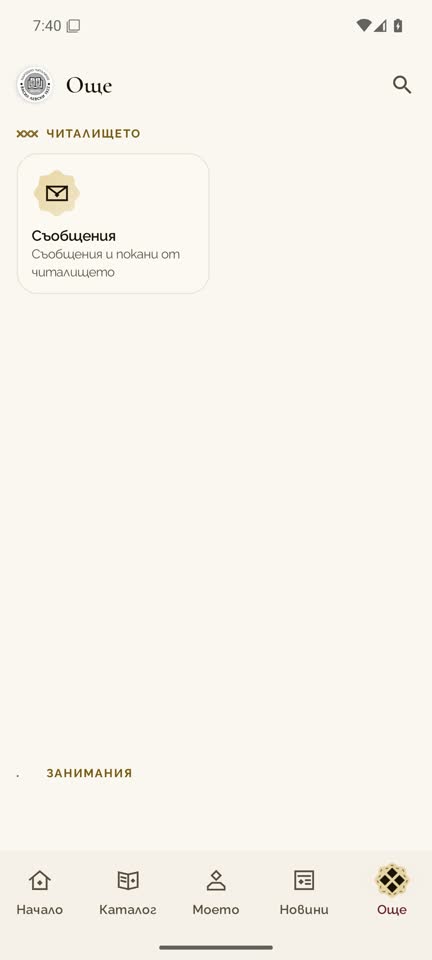 7:40
Още
ЧИТАЛИЩЕТО
Съобщения
Съобщения и покани от
читалището
ЗАНИМАНИЯ
Начало
Каталог
Моето
Новини
Още